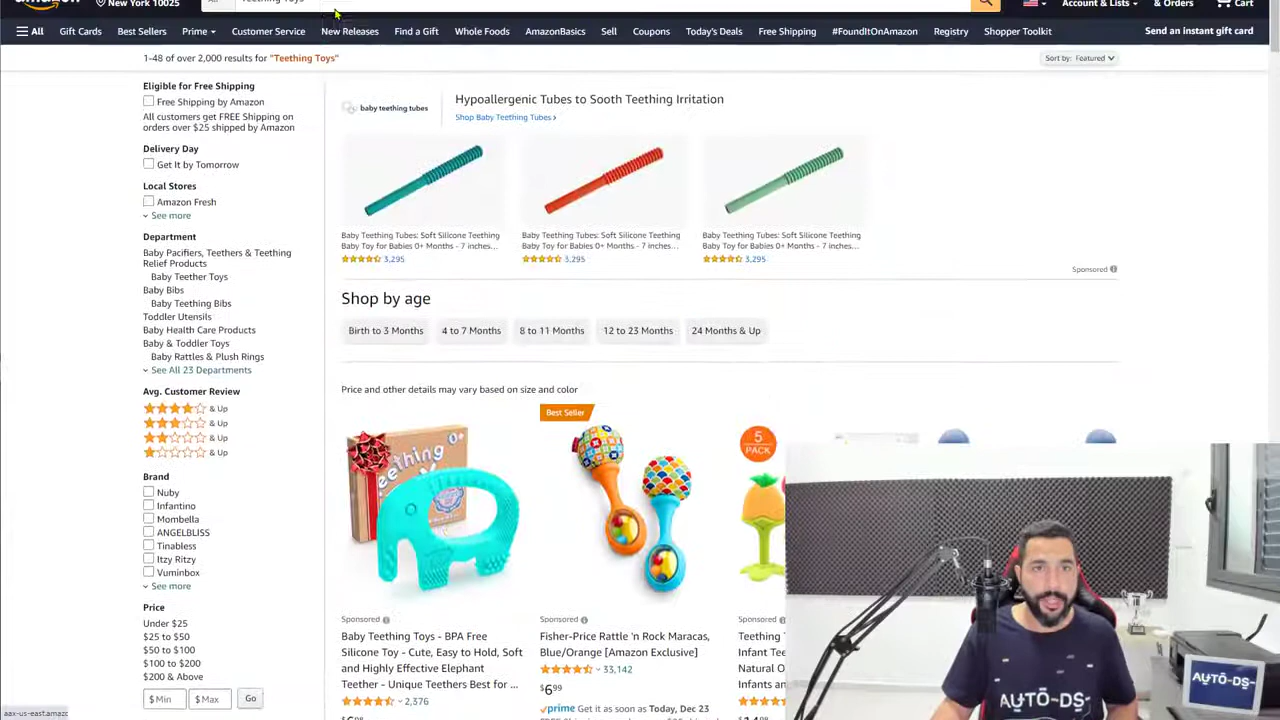 New York 10025
Teething Toys
Account & Lists
& Orders
Cart
All
Gift Cards
Best Sellers
Prime
Customer Service
New Releases
Find a Gift
Whole Foods
AmazonBasics
Sell
Coupons
Today's Deals
Free Shipping
#FoundItOnAmazon
Registry
Shopper Toolkit
Send an instant gift card
1-48 of over 2,000 results for "Teething Toys"
Sort by: Featured
Eligible for Free Shipping
Free Shipping by Amazon
All customers get FREE Shipping on
orders over $25 shipped by Amazon
Delivery Day
Get It by Tomorrow
Local Stores
Amazon Fresh
See more
Department
Baby Pacifiers, Teethers & Teething
Relief Products
Baby Teether Toys
Baby Bibs
Baby Teething Bibs
Toddler Utensils
Baby Health Care Products
Baby & Toddler Toys
Baby Rattles & Plush Rings
See All 23 Departments
Avg. Customer Review
& Up
& Up
& Up
& Up
Brand
Nuby
Infantino
Mombella
ANGELBLISS
Tinabless
Itzy Ritzy
Vuminbox
See more
Price
Under $25
$25 to $50
$50 to $100
$100 to $200
$200 & Above
$ Min
$ Max
Go
baby teething tubes
Hypoallergenic Tubes to Sooth Teething Irritation
Shop Baby Teething Tubes ›
Baby Teething Tubes: Soft Silicone Teething
Baby Toy for Babies 0+ Months - 7 inches...
3,295
Baby Teething Tubes: Soft Silicone Teething
Baby Toy for Babies 0+ Months - 7 inches...
3,295
Baby Teething Tubes: Soft Silicone Teething
Baby Toy for Babies 0+ Months - 7 inches...
3,295
Sponsored
Shop by age
Birth to 3 Months
4 to 7 Months
8 to 11 Months
12 to 23 Months
24 Months & Up
Price and other details may vary based on size and color
Best Seller
5
PACK
Sponsored
Baby Teething Toys - BPA Free
Silicone Toy - Cute, Easy to Hold, Soft
and Highly Effective Elephant
Teether - Unique Teethers Best for ...
2,376
Sponsored
Fisher-Price Rattle 'n Rock Maracas,
Blue/Orange [Amazon Exclusive]
33,142
$6.99
prime Get it as soon as Today, Dec 23
Sponsored
Teething
Infant Tee
Natural O
Infants an
AUTO-DS
AUTO-DS